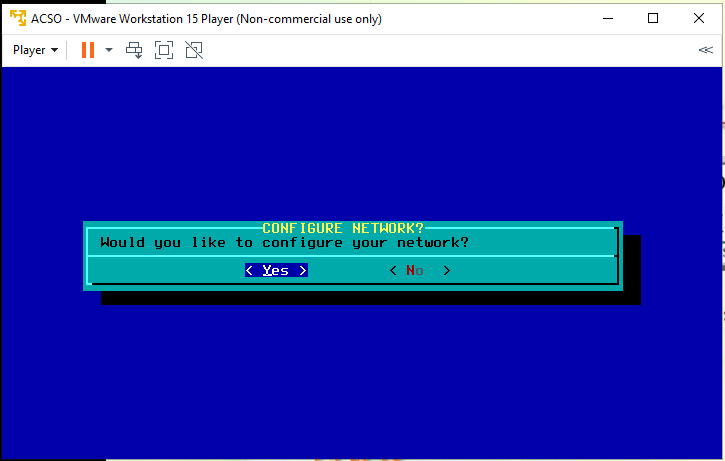 ACSO - VMware Workstation 15 Player (Non-commercial use only)
Player
CONFIGURE NETWORK?
Would you like to configure your network?
< Yes > < No >